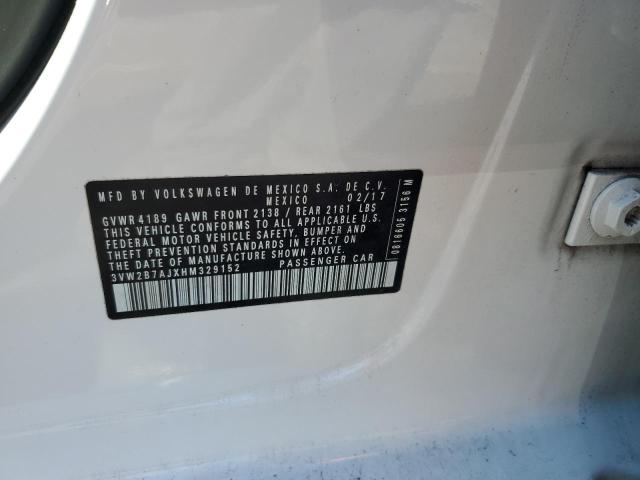 MFD BY VOLKSWAGEN DE MEXICO S.A. DE C.V.
MEXICO 02/17
GVWR 4189 GAWR FRONT 2138 / REAR 2161 LBS
THIS VEHICLE CONFORMS TO ALL APPLICABLE
FEDERAL MOTOR VEHICLE SAFETY, BUMPER AND
THEFT PREVENTION STANDARDS IN EFFECT ON
THE DATE OF MANUFACTURE SHOWN ABOVE.
3VW2B7AJXHM329152 PASSENGER CAR
0616605 3156 M